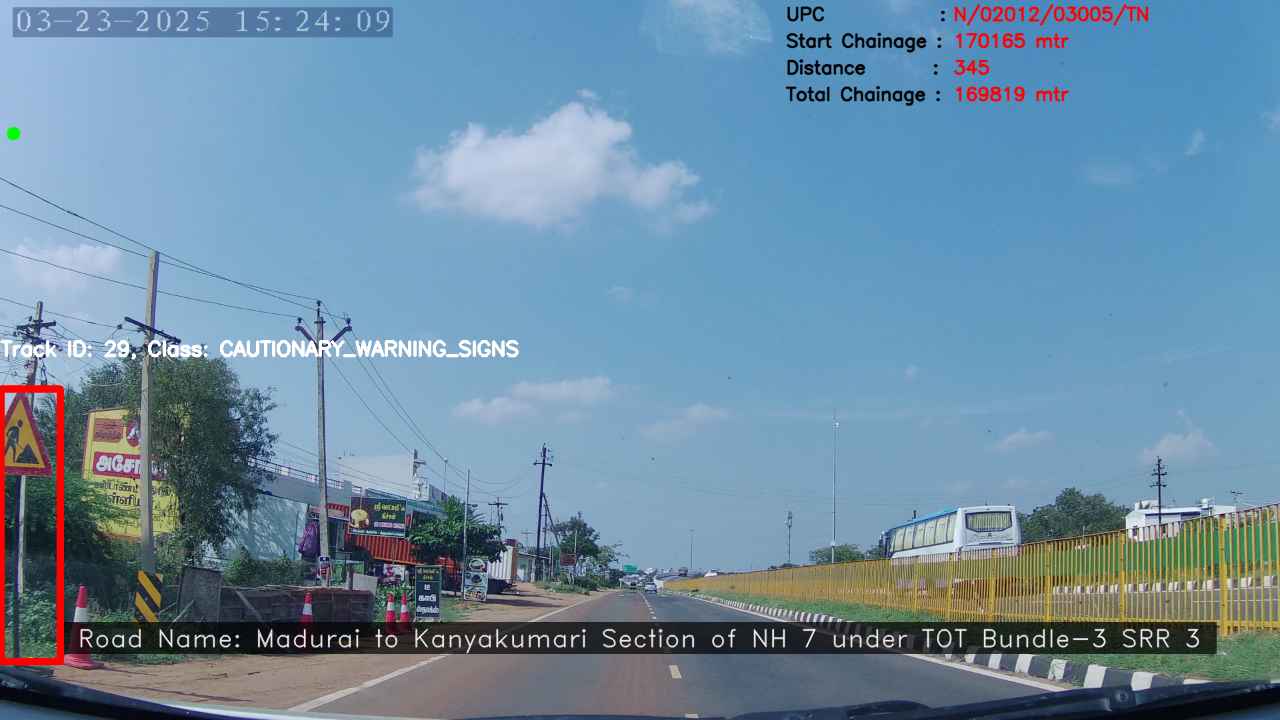 03-23-2025 15:24:09
UPC : N/02012/03005/TN
Start Chainage : 170165 mtr
Distance : 345
Total Chainage : 169819 mtr
Track ID: 29, Class: CAUTIONARY_WARNING_SIGNS
Road Name: Madurai to Kanyakumari Section of NH 7 under TOT Bundle-3 SRR 3